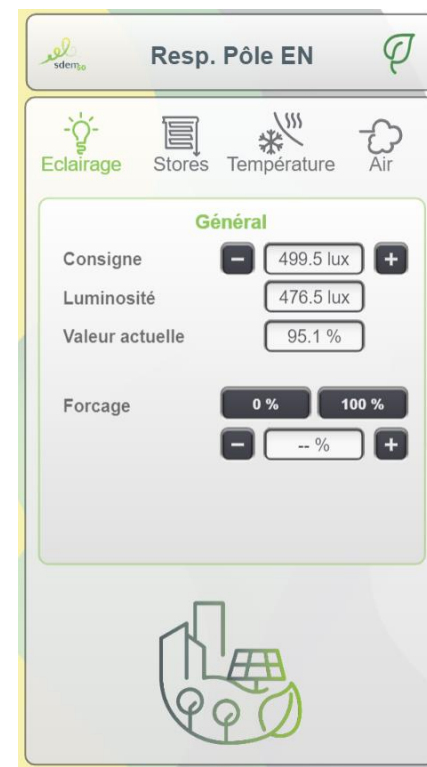 sdem50
Resp. Pôle EN
Eclairage Stores Température Air
Général
Consigne − 499.5 lux +
Luminosité 476.5 lux
Valeur actuelle 95.1 %
Forcage 0 % 100 %
− -- % +